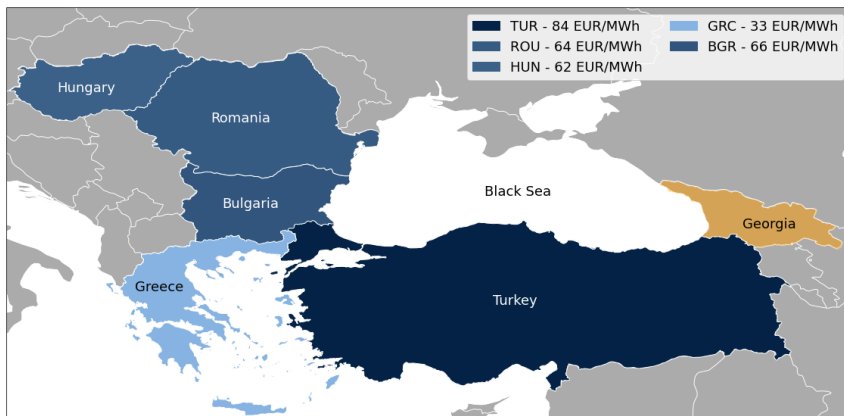 TUR - 84 EUR/MWh
ROU - 64 EUR/MWh
HUN - 62 EUR/MWh
GRC - 33 EUR/MWh
BGR - 66 EUR/MWh
Hungary
Romania
Black Sea
Bulgaria
Georgia
Greece
Turkey